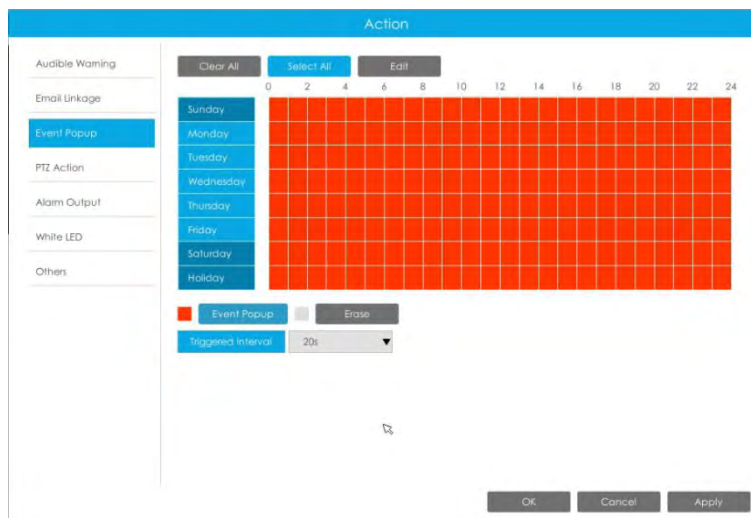 Action
Audible Warning
Email Linkage
Event Popup
PTZ Action
Alarm Output
White LED
Others
Clear All Select All Edit
0 2 4 6 8 10 12 14 16 18 20 22 24
Sunday
Monday
Tuesday
Wednesday
Thursday
Friday
Saturday
Holiday
Event Popup Erase
Triggered Interval 20s
OK Cancel Apply